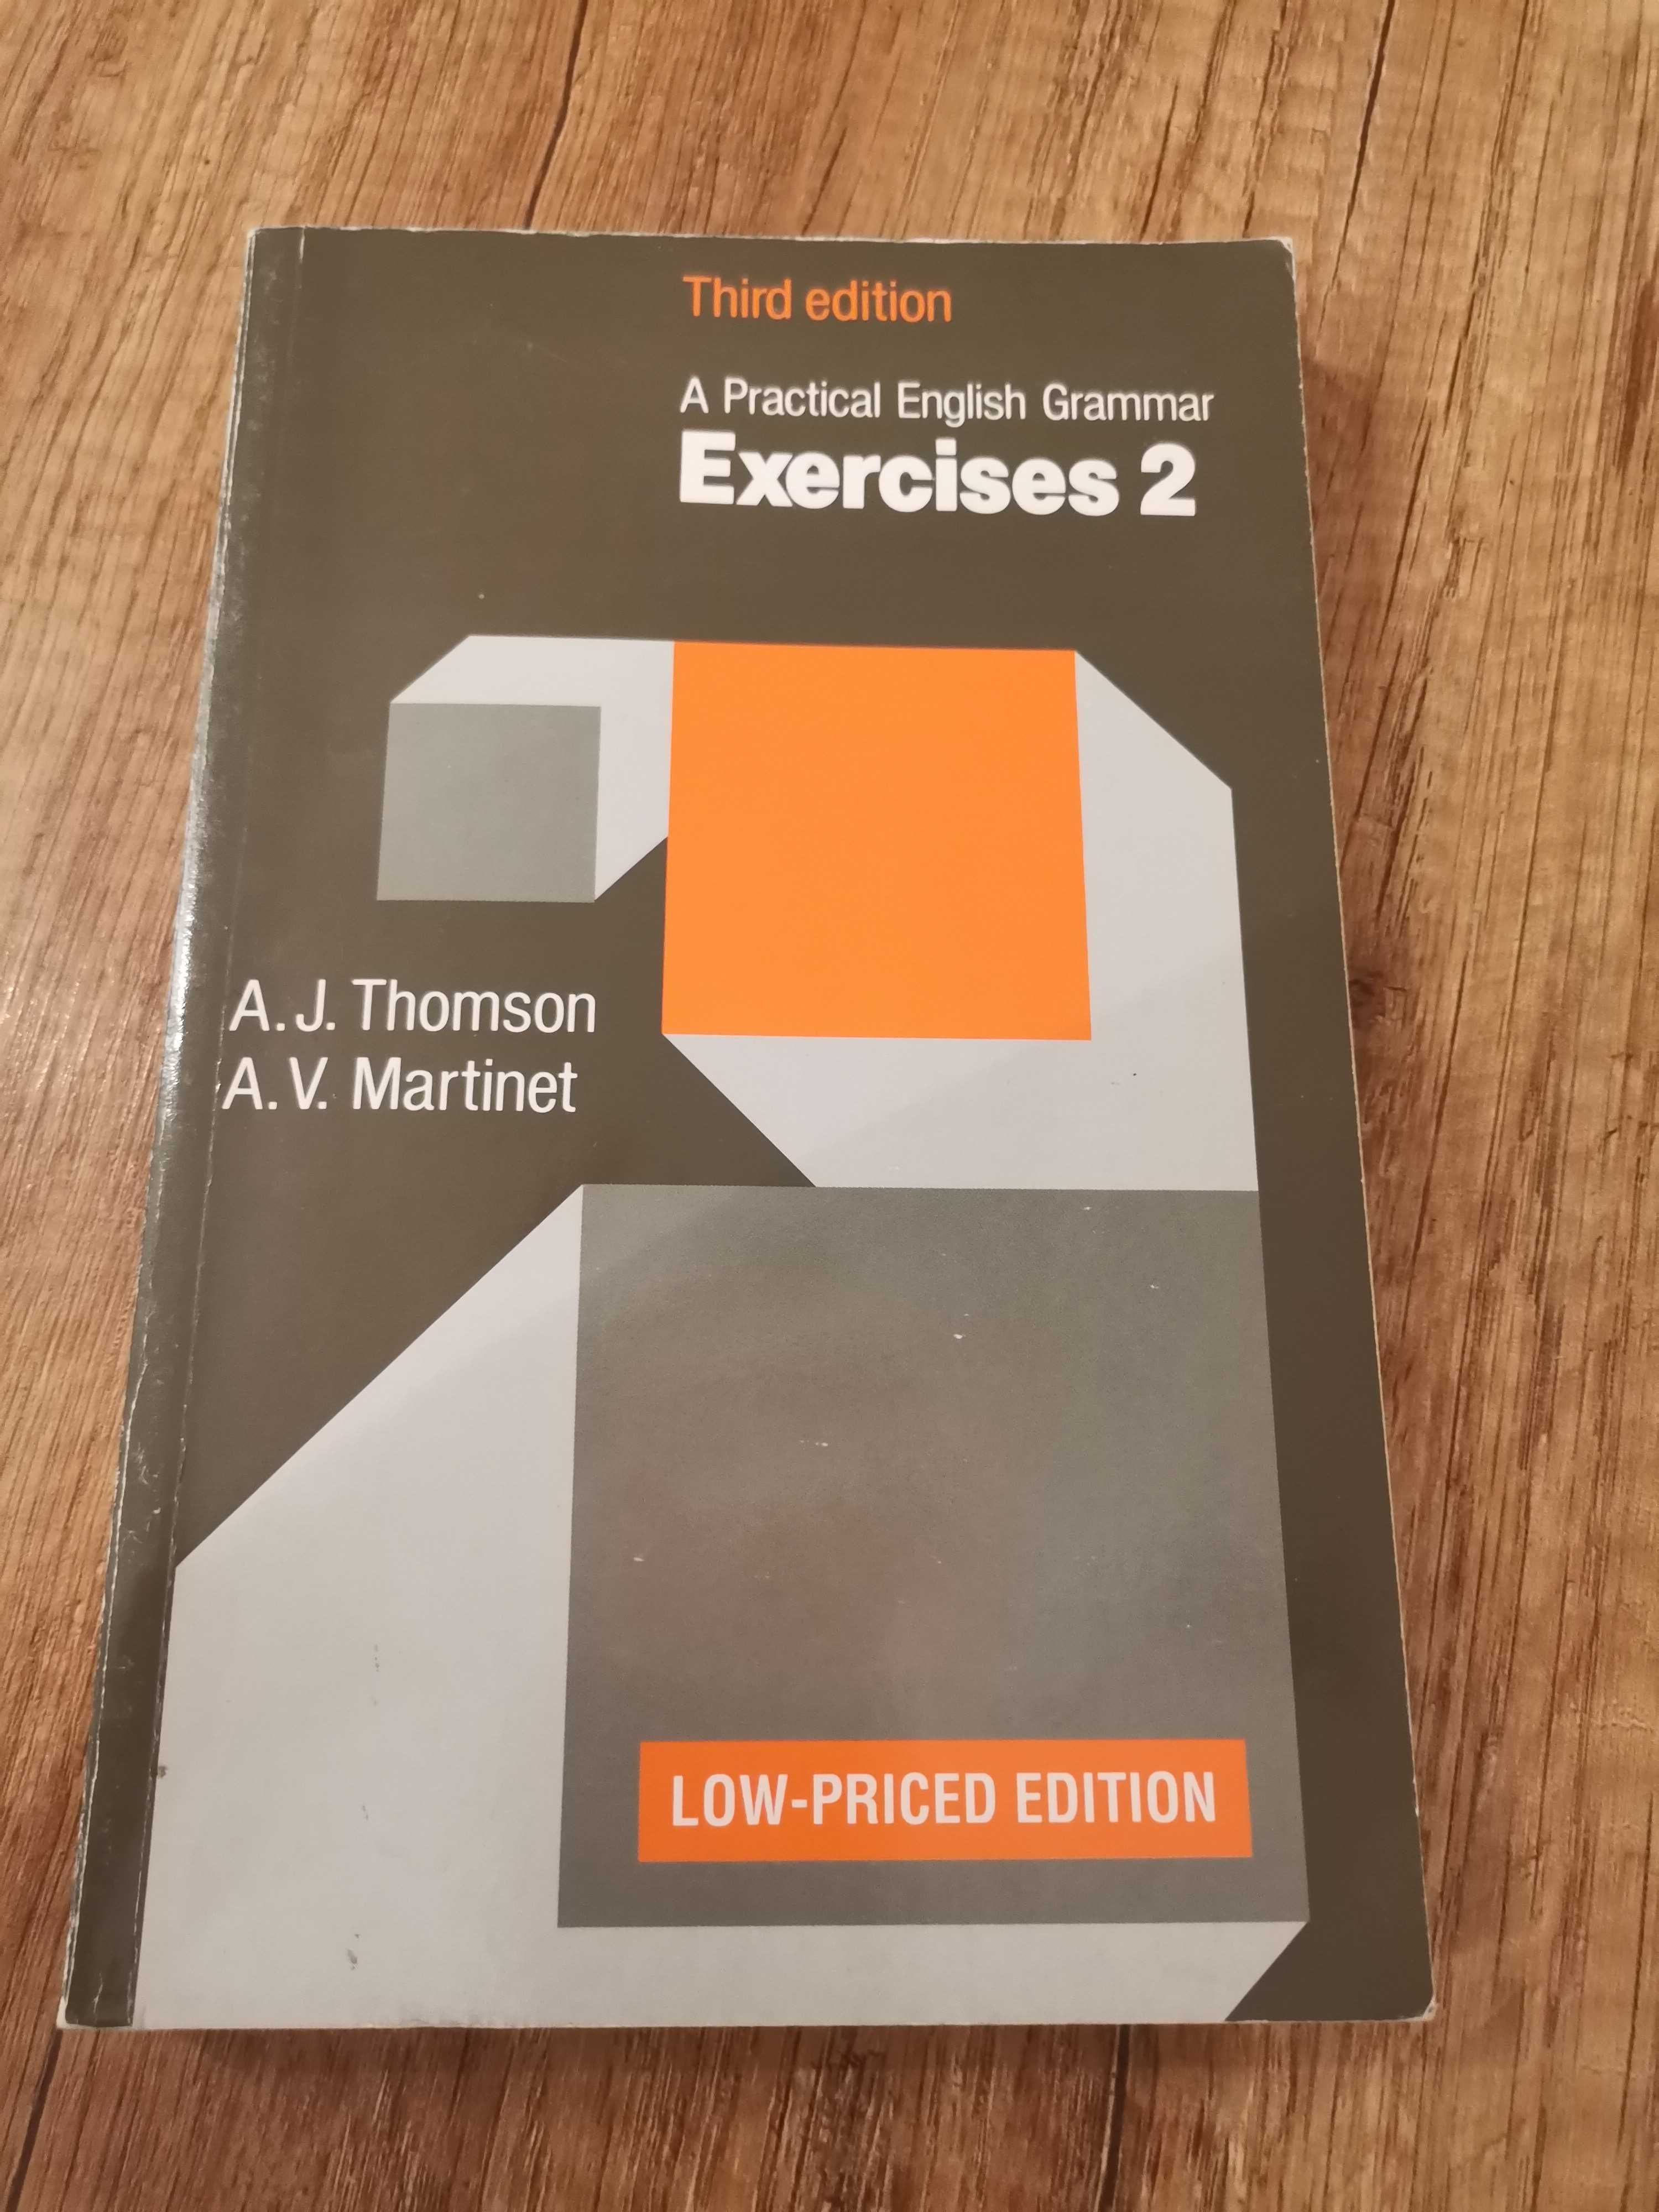 Third edition
A Practical English Grammar
Exercises 2
A.J. Thomson
A.V. Martinet
LOW-PRICED EDITION